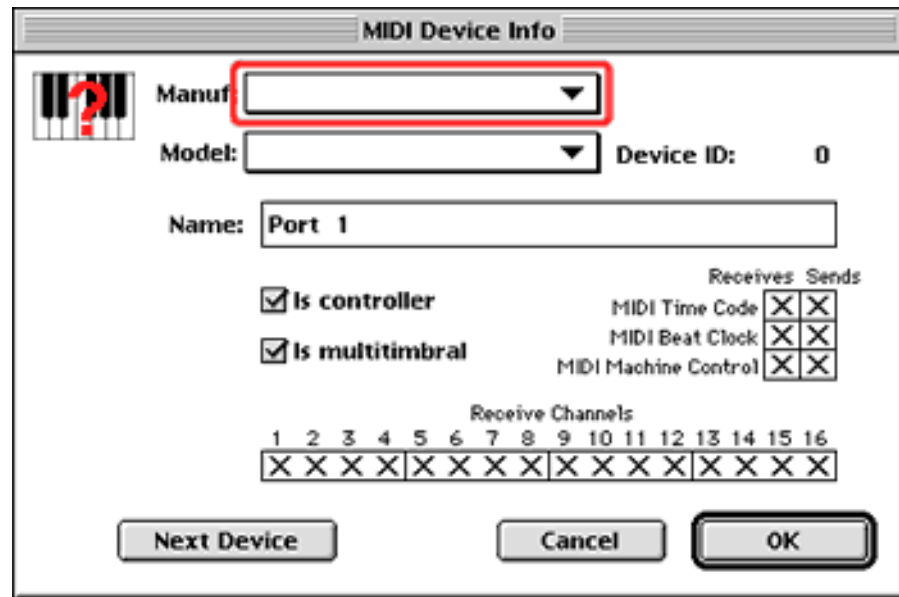 MIDI Device Info
Manuf:
Model:
Device ID: 0
Name: Port 1
Receives Sends
Is controller
MIDI Time Code
MIDI Beat Clock
Is multitimbral
MIDI Machine Control
Receive Channels
1 2 3 4 5 6 7 8 9 10 11 12 13 14 15 16
Next Device
Cancel
OK